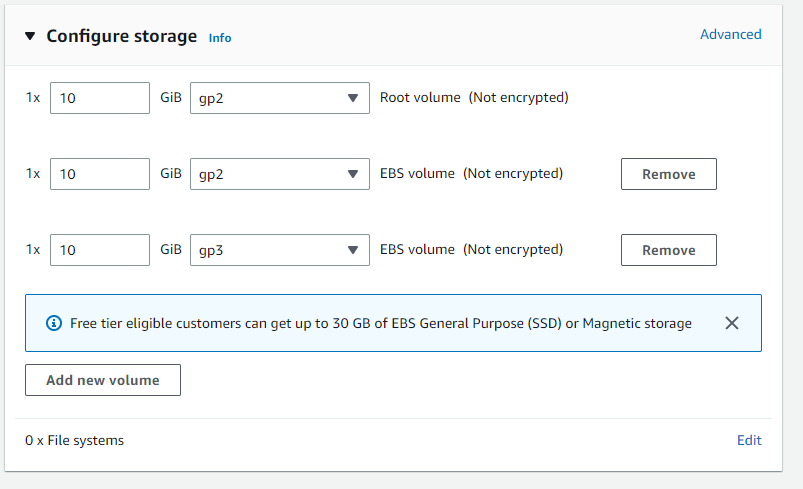 Configure storage Info Advanced
1x 10 GiB gp2 Root volume (Not encrypted)
1x 10 GiB gp2 EBS volume (Not encrypted) Remove
1x 10 GiB gp3 EBS volume (Not encrypted) Remove
Free tier eligible customers can get up to 30 GB of EBS General Purpose (SSD) or Magnetic storage
Add new volume
0 x File systems Edit